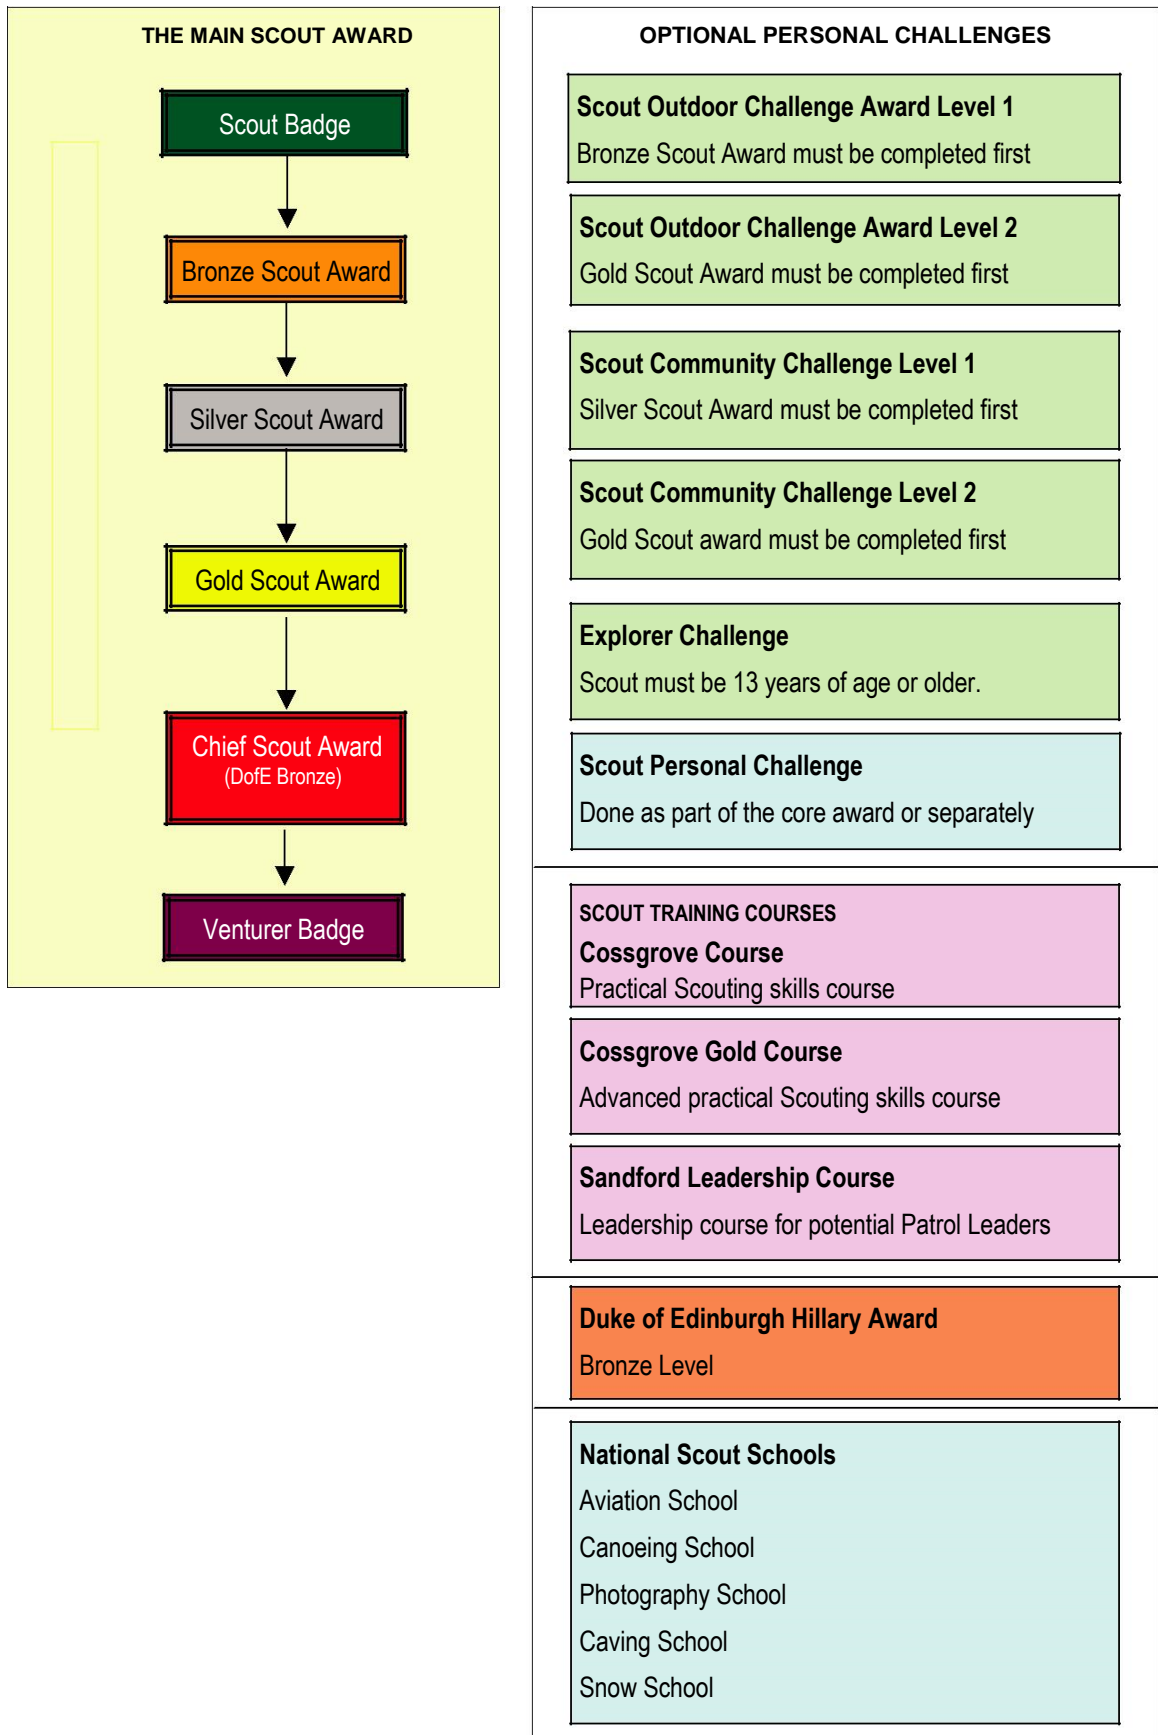 THE MAIN SCOUT AWARD
Scout Badge
Bronze Scout Award
Silver Scout Award
Gold Scout Award
Chief Scout Award
(DofE Bronze)
Venturer Badge
OPTIONAL PERSONAL CHALLENGES
Scout Outdoor Challenge Award Level 1
Bronze Scout Award must be completed first
Scout Outdoor Challenge Award Level 2
Gold Scout Award must be completed first
Scout Community Challenge Level 1
Silver Scout Award must be completed first
Scout Community Challenge Level 2
Gold Scout award must be completed first
Explorer Challenge
Scout must be 13 years of age or older.
Scout Personal Challenge
Done as part of the core award or separately
SCOUT TRAINING COURSES
Cossgrove Course
Practical Scouting skills course
Cossgrove Gold Course
Advanced practical Scouting skills course
Sandford Leadership Course
Leadership course for potential Patrol Leaders
Duke of Edinburgh Hillary Award
Bronze Level
National Scout Schools
Aviation School
Canoeing School
Photography School
Caving School
Snow School